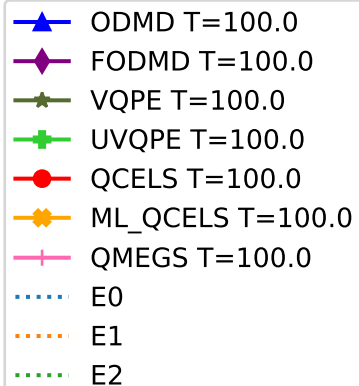 ODMD T=100.0
FODMD T=100.0
VQPE T=100.0
UVQPE T=100.0
QCELS T=100.0
ML_QCELS T=100.0
QMEGS T=100.0
E0
E1
E2